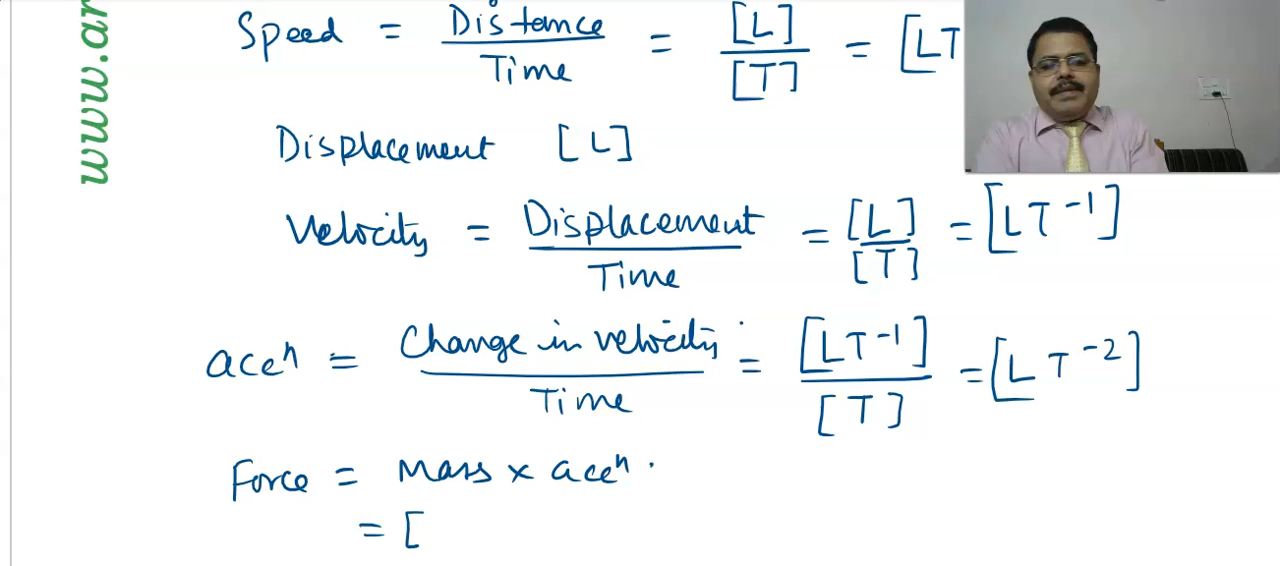 www.ar
Speed = Distance / Time = [L] / [T] = [LT
Displacement [L]
Velocity = Displacement / Time = [L] / [T] = [LT⁻¹]
aceⁿ = Change in velocity / Time = [LT⁻¹] / [T] = [LT⁻²]
Force = Mass × aceⁿ.
= [